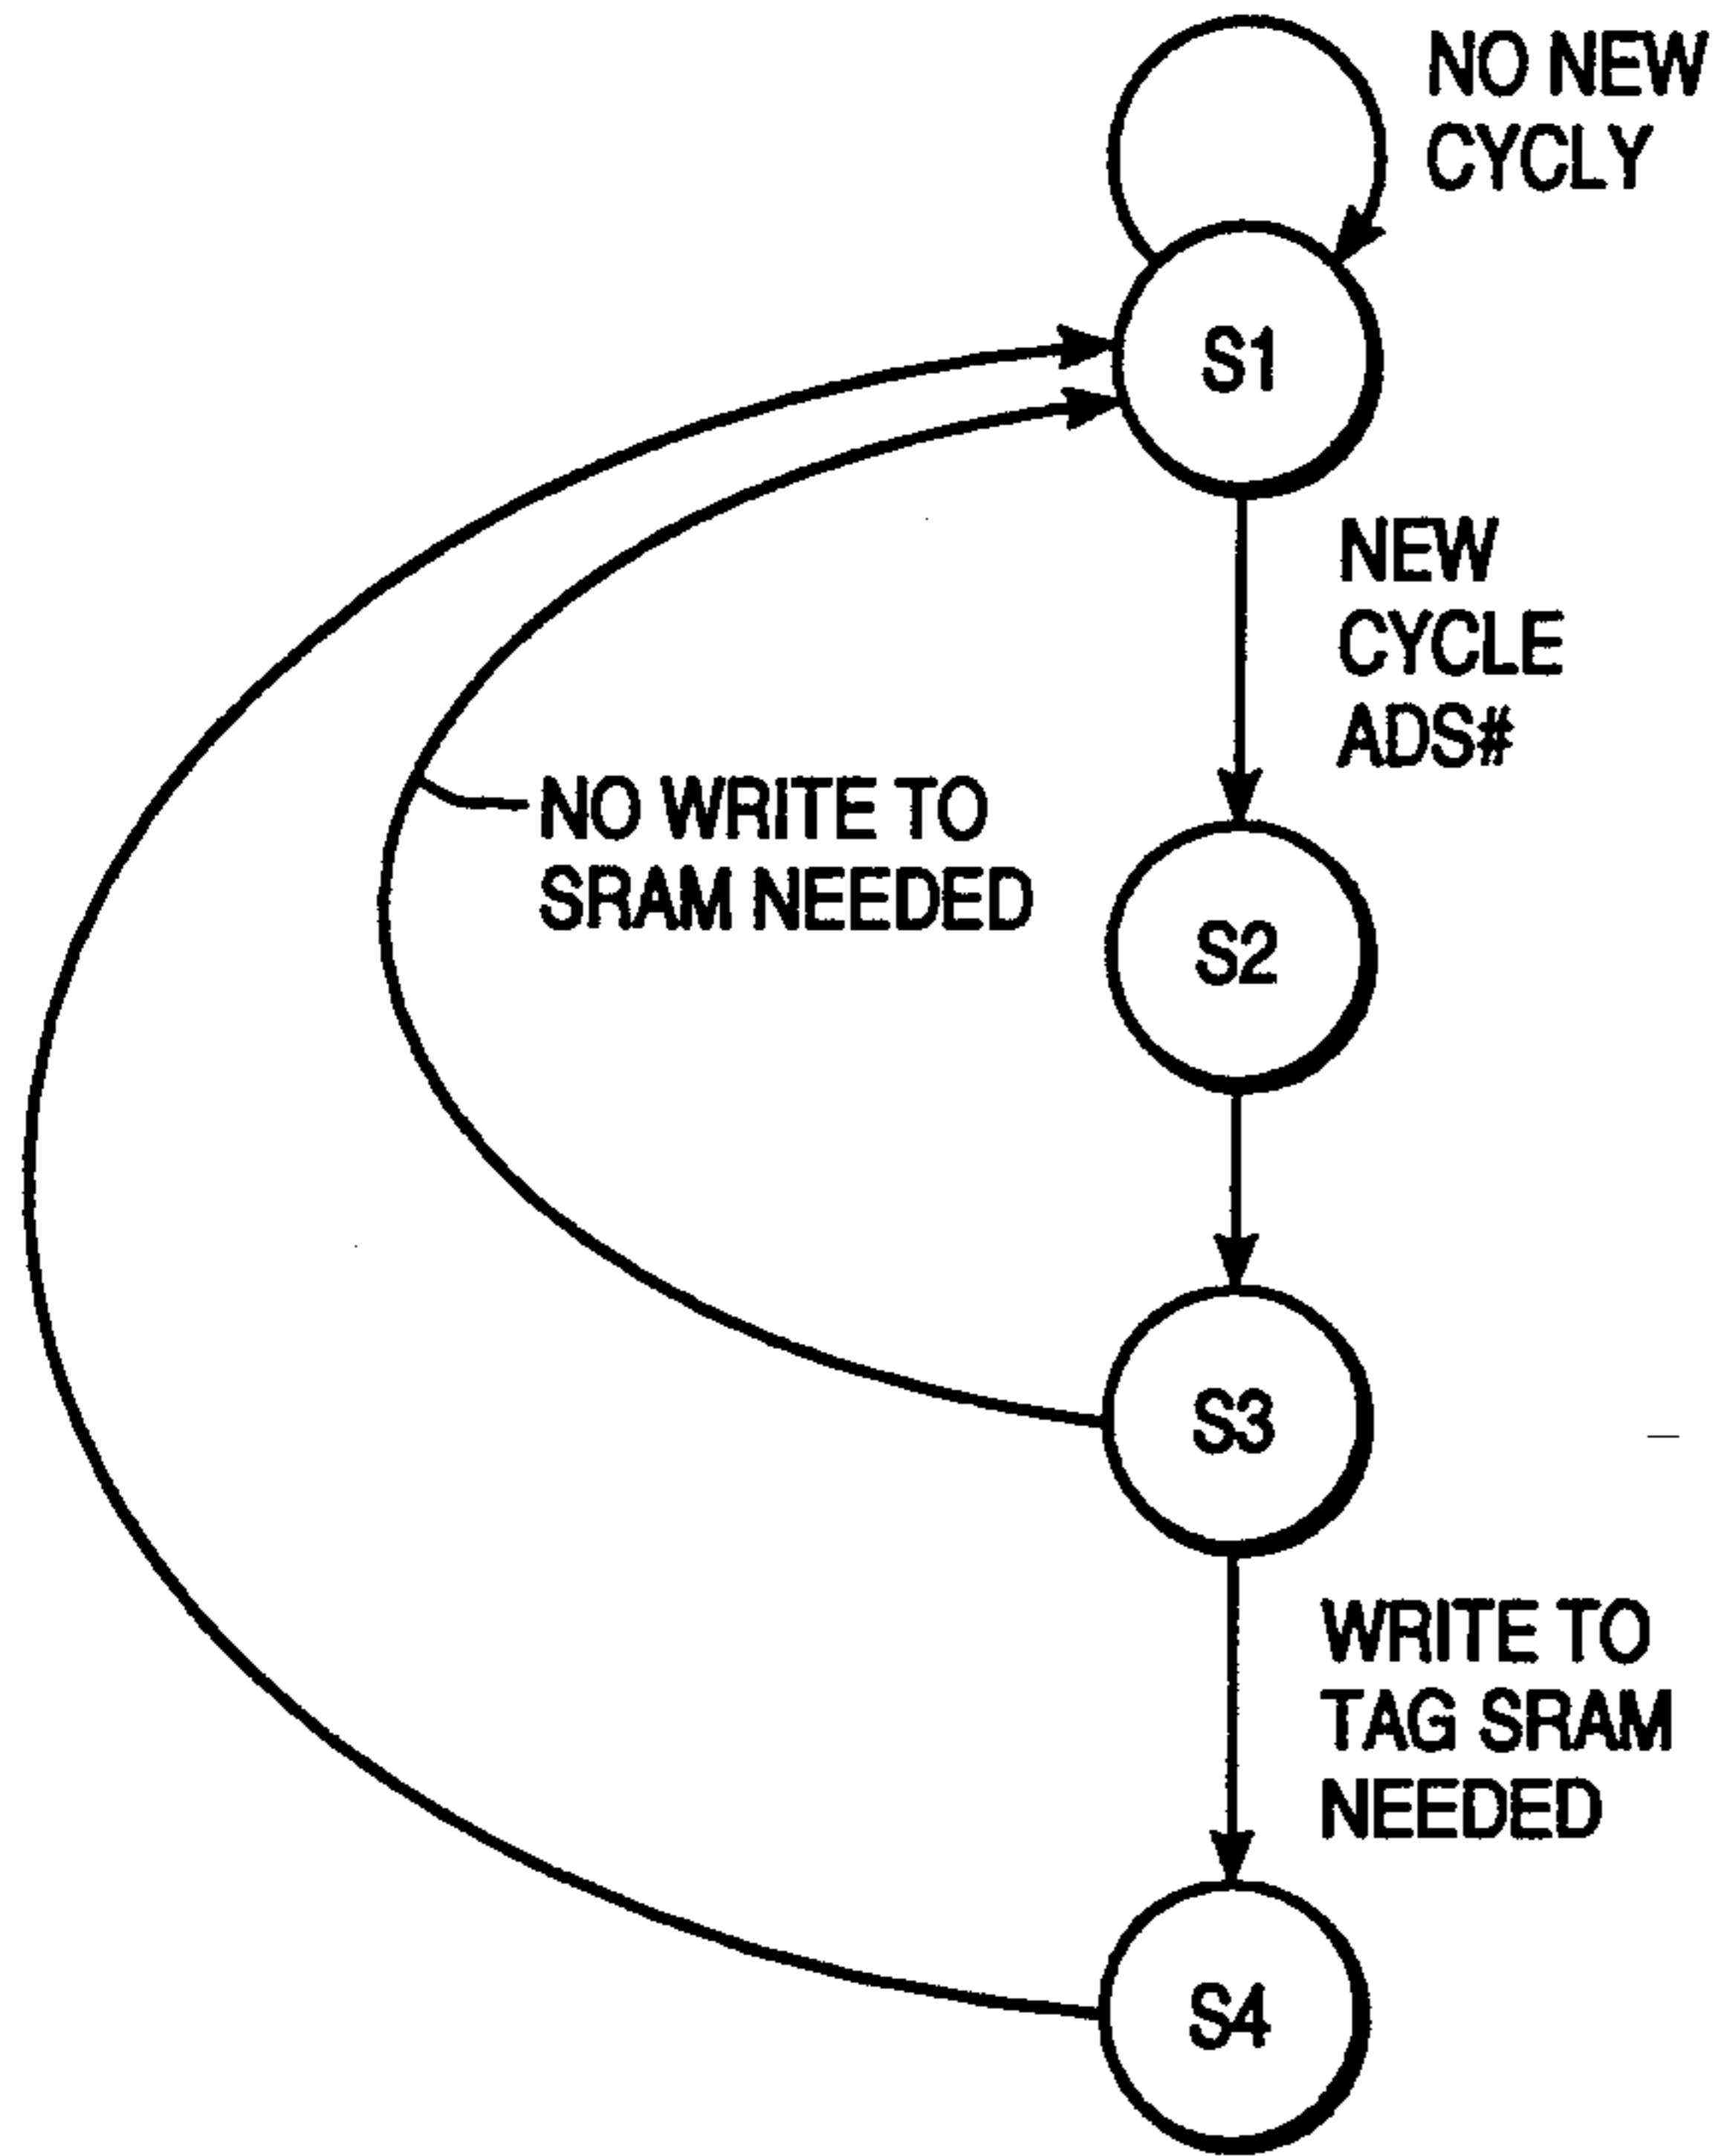 NO NEW
CYCLY
S1
NEW
CYCLE
ADS#
NO WRITE TO
SRAM NEEDED
S2
S3
WRITE TO
TAG SRAM
NEEDED
S4